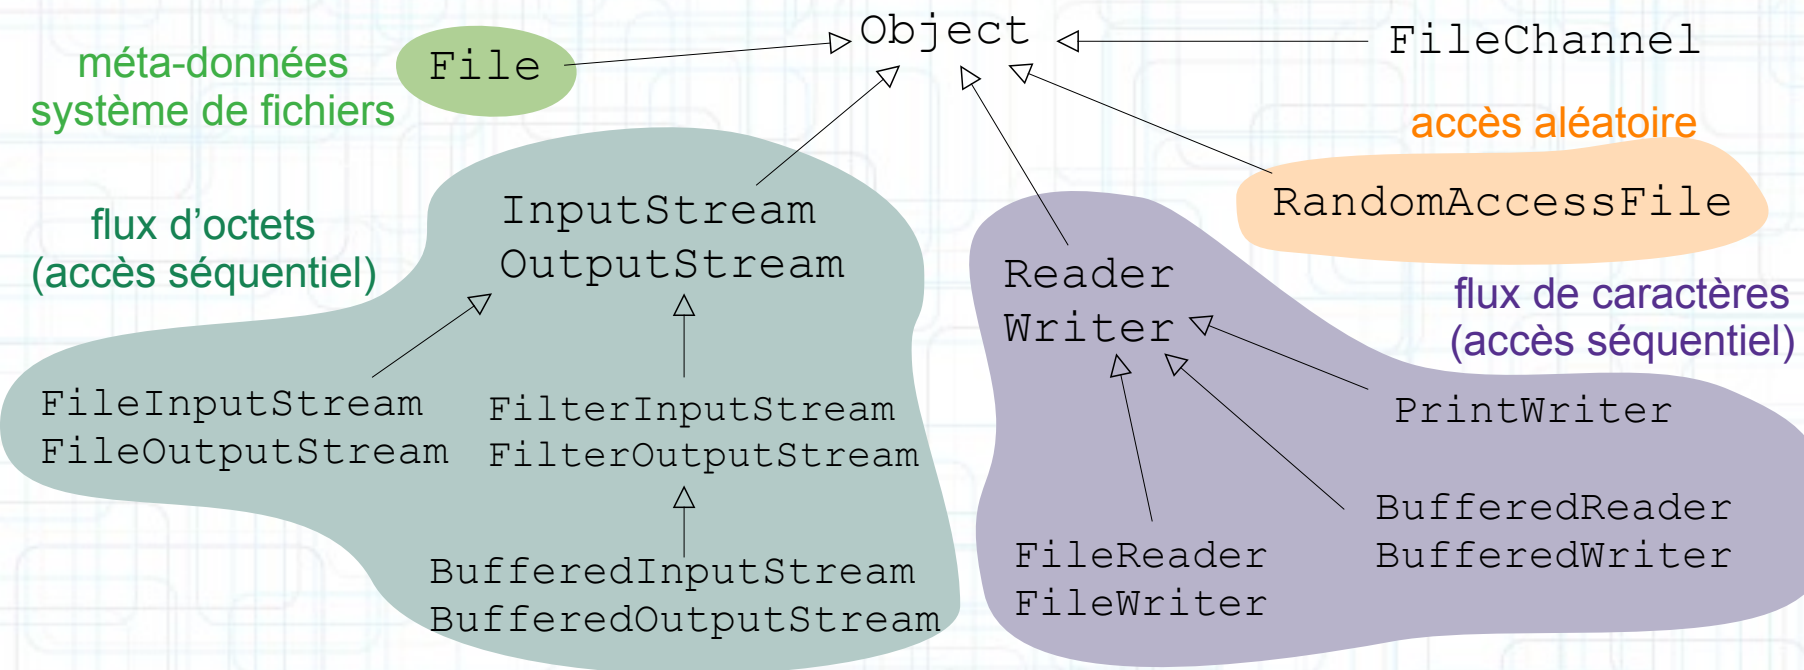 Object
FileChannel
File
méta-données
système de fichiers
accès aléatoire
RandomAccessFile
InputStream
OutputStream
flux d’octets
(accès séquentiel)
Reader
Writer
flux de caractères
(accès séquentiel)
FileInputStream
FileOutputStream
FilterInputStream
FilterOutputStream
PrintWriter
BufferedReader
BufferedWriter
FileReader
FileWriter
BufferedInputStream
BufferedOutputStream